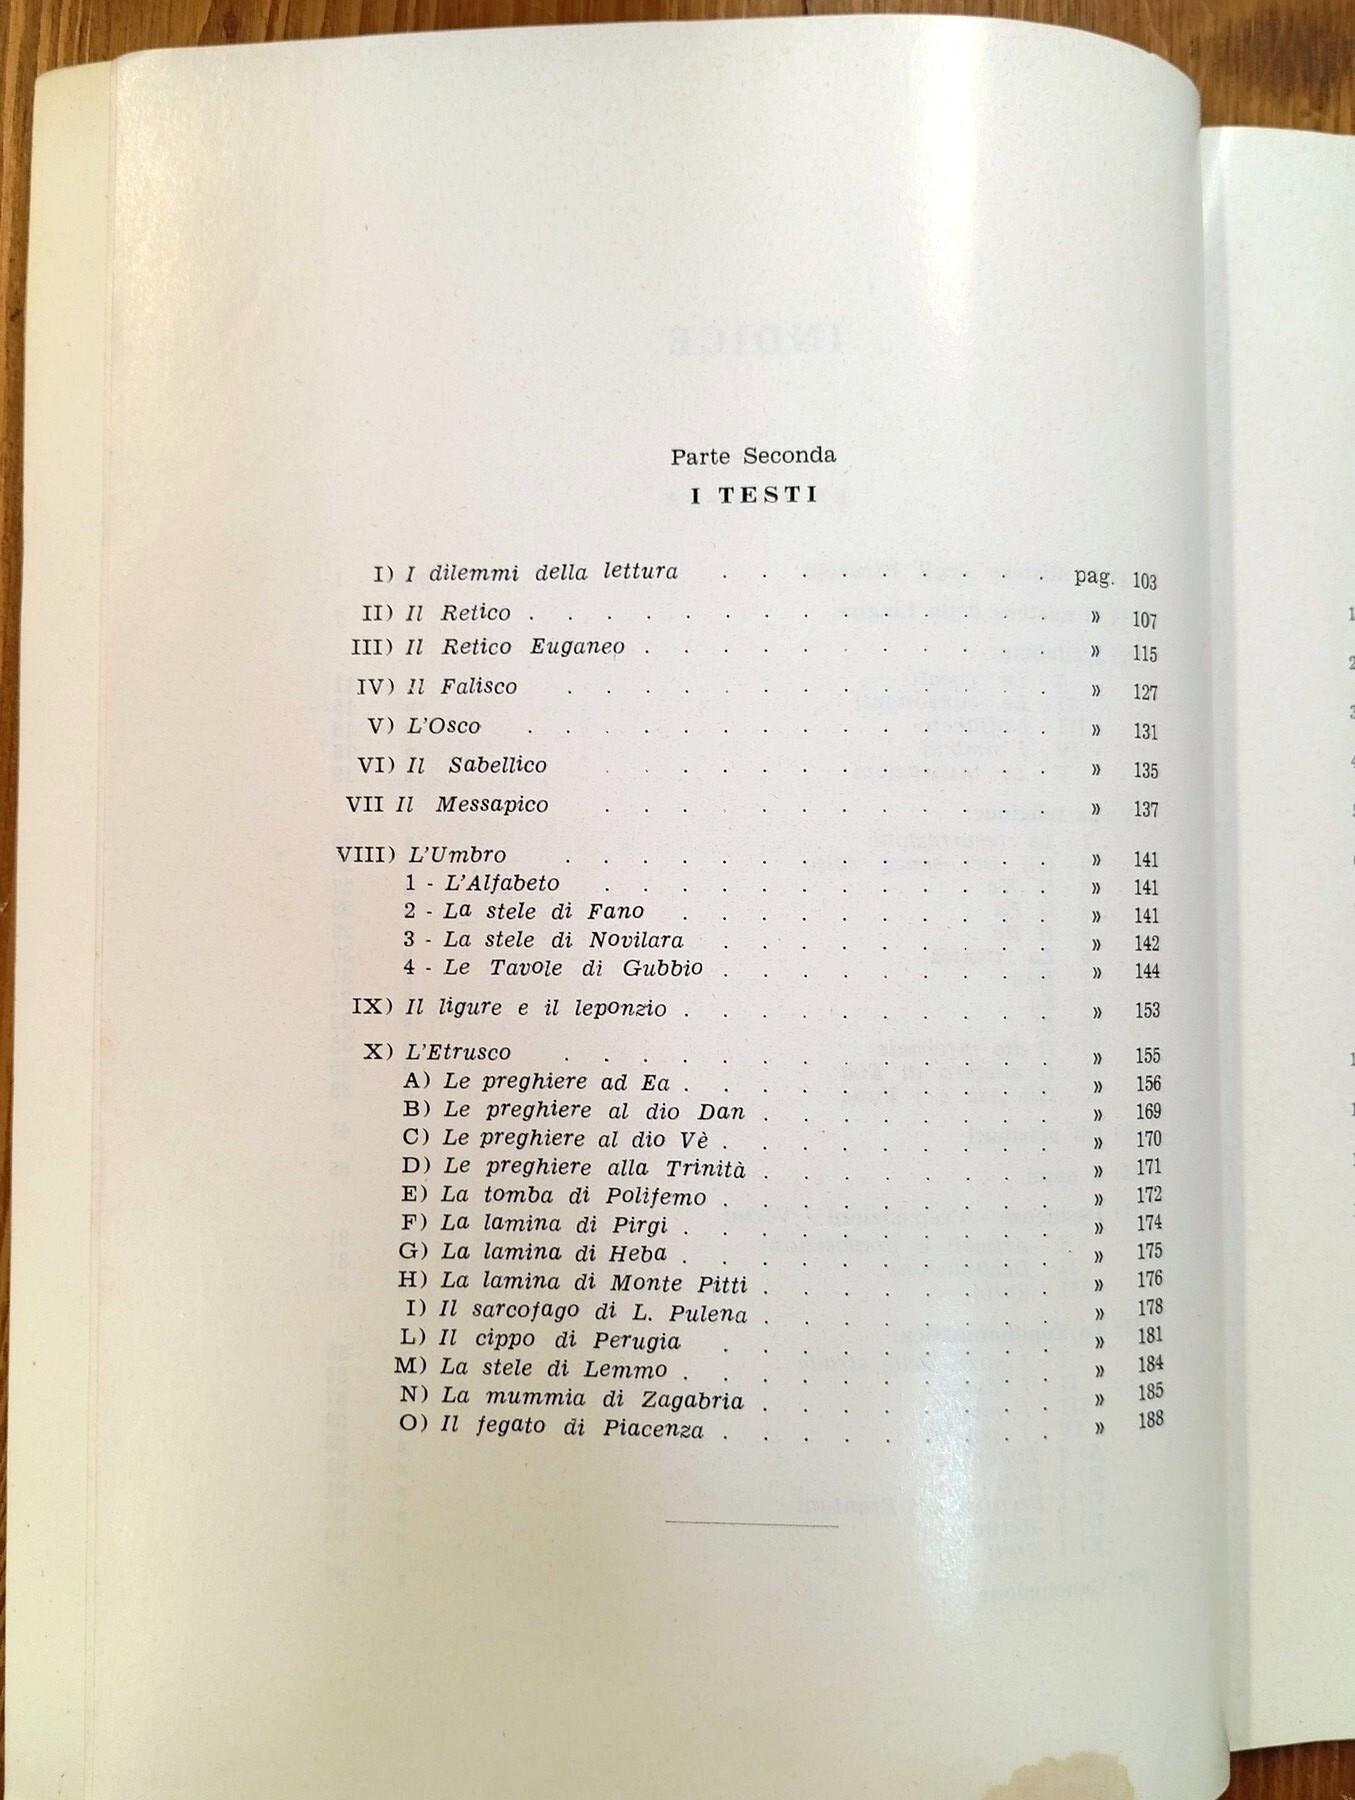 Parte Seconda
I TESTI
I) I dilemmi della lettura . . . . . . . . . pag. 103
II) Il Retico . . . . . . . . . . . . . . » 107
III) Il Retico Euganeo . . . . . . . . . . . » 115
IV) Il Falisco . . . . . . . . . . . . . » 127
V) L'Osco . . . . . . . . . . . . . . » 131
VI) Il Sabellico . . . . . . . . . . . . » 135
VII Il Messapico . . . . . . . . . . . . » 137
VIII) L'Umbro . . . . . . . . . . . . . » 141
1 - L'Alfabeto . . . . . . . . . . . . » 141
2 - La stele di Fano . . . . . . . . . . » 141
3 - La stele di Novilara . . . . . . . . . » 142
4 - Le Tavole di Gubbio . . . . . . . . . » 144
IX) Il ligure e il leponzio . . . . . . . . . . » 153
X) L'Etrusco . . . . . . . . . . . . . » 155
A) Le preghiere ad Ea . . . . . . . . . . » 156
B) Le preghiere al dio Dan . . . . . . . . » 169
C) Le preghiere al dio Vè . . . . . . . . . » 170
D) Le preghiere alla Trinità . . . . . . . . » 171
E) La tomba di Polifemo . . . . . . . . . » 172
F) La lamina di Pirgi . . . . . . . . . . » 174
G) La lamina di Heba . . . . . . . . . . » 175
H) La lamina di Monte Pitti . . . . . . . . » 176
I) Il sarcofago di L. Pulena . . . . . . . . » 178
L) Il cippo di Perugia . . . . . . . . . » 181
M) La stele di Lemmo . . . . . . . . . . » 184
N) La mummia di Zagabria . . . . . . . . » 185
O) Il fegato di Piacenza . . . . . . . . . » 188